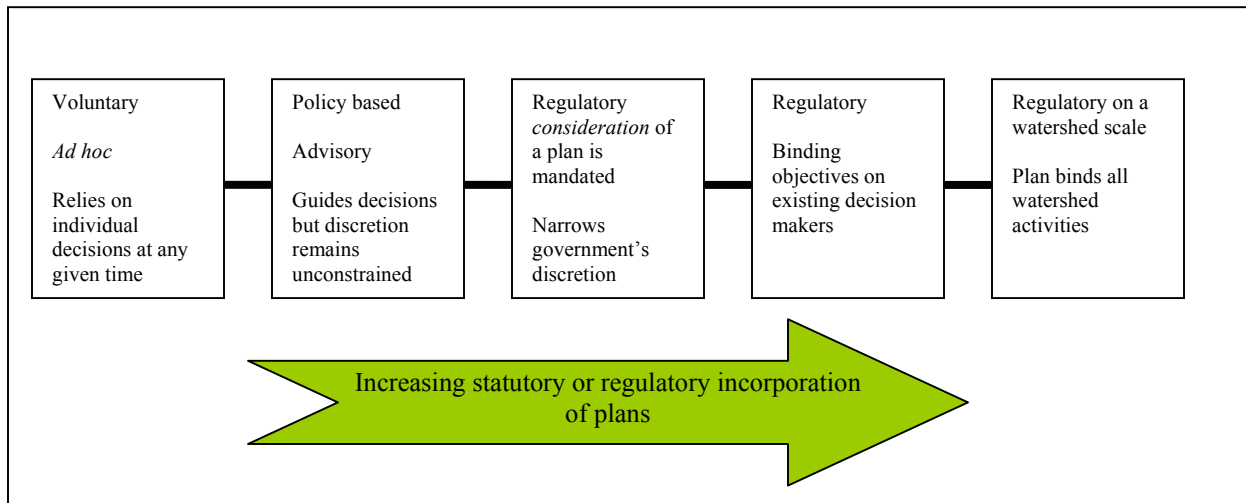 Voluntary
Ad hoc
Relies on
individual
decisions at any
given time
Policy based
Advisory
Guides decisions
but discretion
remains
unconstrained
Regulatory
consideration of
a plan is
mandated
Narrows
government’s
discretion
Regulatory
Binding
objectives on
existing decision
makers
Regulatory on a
watershed scale
Plan binds all
watershed
activities
Increasing statutory or regulatory incorporation
of plans